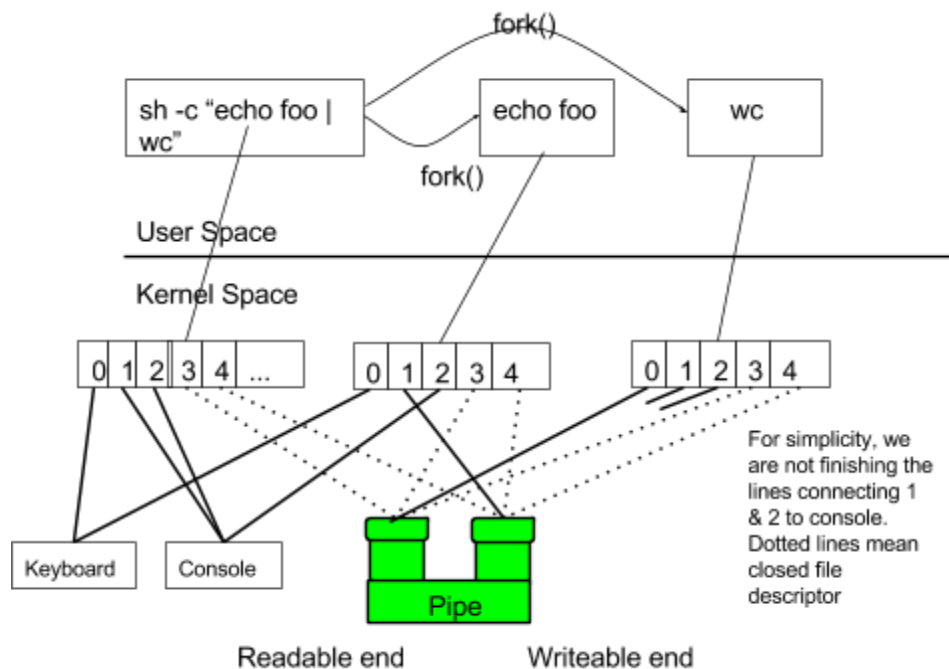 fork()
sh -c “echo foo |
wc”
echo foo
wc
fork()
User Space
Kernel Space
0 1 2 3 4 ...
0 1 2 3 4
0 1 2 3 4
For simplicity, we
are not finishing the
lines connecting 1
& 2 to console.
Dotted lines mean
closed file
descriptor
Keyboard
Console
Pipe
Readable end
Writeable end